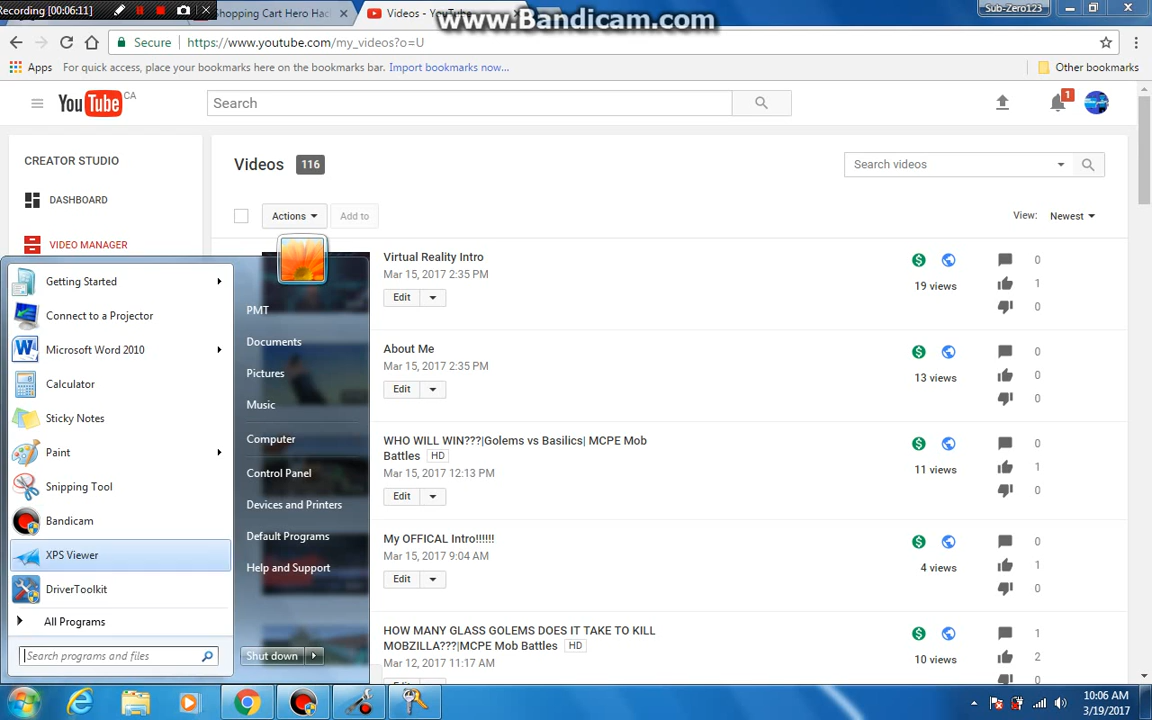 Recording [00:06:11]
Shopping Cart Hero Hac
Videos - YouTube
www.Bandicam.com
Sub-Zero123
Secure
https://www.youtube.com/my_videos?o=U
Apps
For quick access, place your bookmarks here on the bookmarks bar. Import bookmarks now...
Other bookmarks
YouTube CA
Search
1
CREATOR STUDIO
Videos 116
Search videos
DASHBOARD
Actions
Add to
View:
Newest
VIDEO MANAGER
Virtual Reality Intro
Mar 15, 2017 2:35 PM
Edit
19 views
0
1
0
About Me
Mar 15, 2017 2:35 PM
Edit
13 views
0
0
0
WHO WILL WIN???|Golems vs Basilics| MCPE Mob
Battles HD
Mar 15, 2017 12:13 PM
Edit
11 views
0
1
0
My OFFICAL Intro!!!!!!
Mar 15, 2017 9:04 AM
Edit
4 views
0
1
0
HOW MANY GLASS GOLEMS DOES IT TAKE TO KILL
MOBZILLA???|MCPE Mob Battles HD
Mar 12, 2017 11:17 AM
10 views
1
2
Getting Started
Connect to a Projector
Microsoft Word 2010
Calculator
Sticky Notes
Paint
Snipping Tool
Bandicam
XPS Viewer
DriverToolkit
All Programs
Search programs and files
PMT
Documents
Pictures
Music
Computer
Control Panel
Devices and Printers
Default Programs
Help and Support
Shut down
10:06 AM
3/19/2017